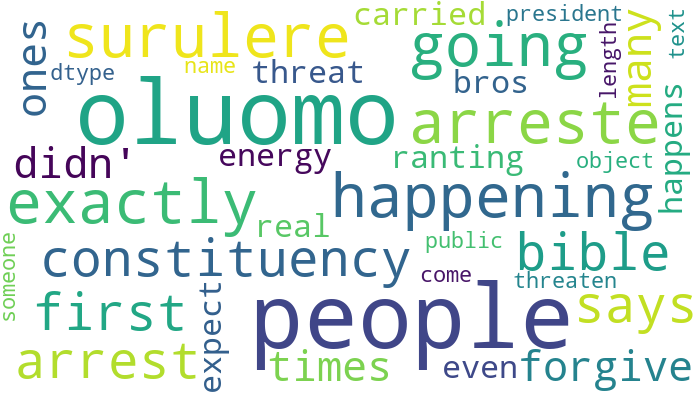 carried
president
surulere
going
ones
many
text
length
name
dtype
threat
bros
oluomo
arreste
didn'
energy
ranting
object
happens
exactly
happening
real
public
bible
constituency
someone
come
threaten
first
people
says
expect
arrest
times
even
forgive